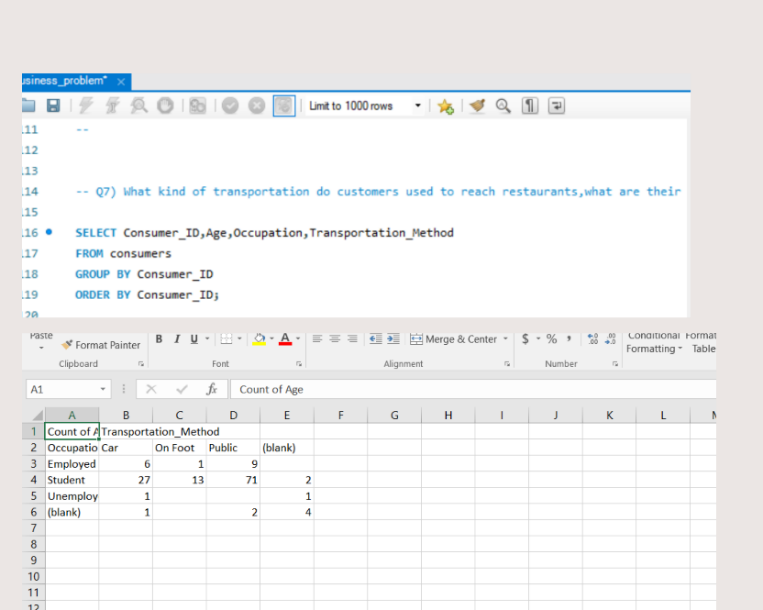 usiness_problem* ×
Limit to 1000 rows
11 --
12
13
14 -- Q7) What kind of transportation do customers used to reach restaurants,what are their
15
16 SELECT Consumer_ID,Age,Occupation,Transportation_Method
17 FROM consumers
18 GROUP BY Consumer_ID
19 ORDER BY Consumer_ID;
20
Paste Format Painter B I U A Merge & Center $ % , Conditional Format
Formatting Table
Clipboard Font Alignment Number
A1 fx Count of Age
A B C D E F G H I J K L M
1 Count of A Transportation_Method
2 Occupatio Car On Foot Public (blank)
3 Employed 6 1 9
4 Student 27 13 71 2
5 Unemploy 1 1
6 (blank) 1 2 4
7
8
9
10
11
12